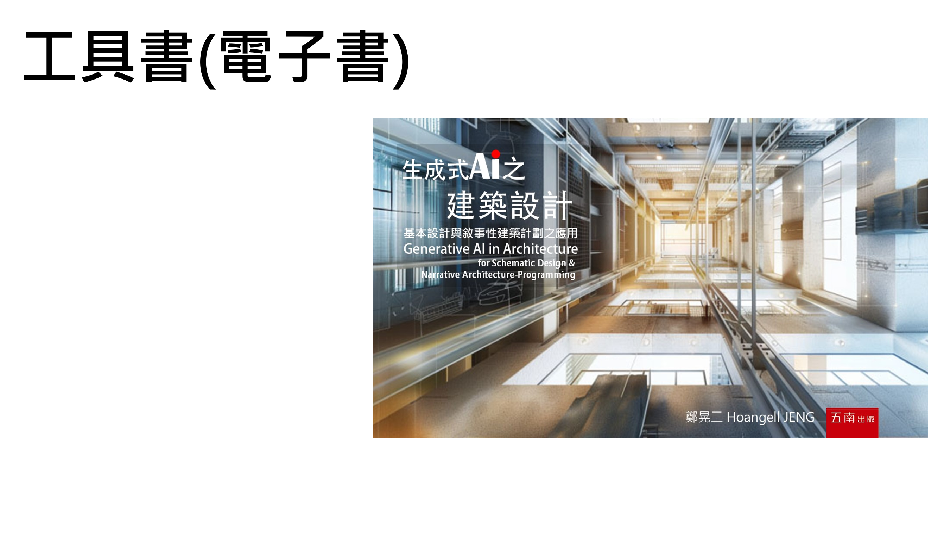 工具書(電子書)
生成式Ai之
建築設計
基本設計與敘事性建築計劃之應用
Generative AI in Architecture
for Schematic Design &
Narrative Architecture-Programming
鄭晃二 Hoangell JENG 五南出版